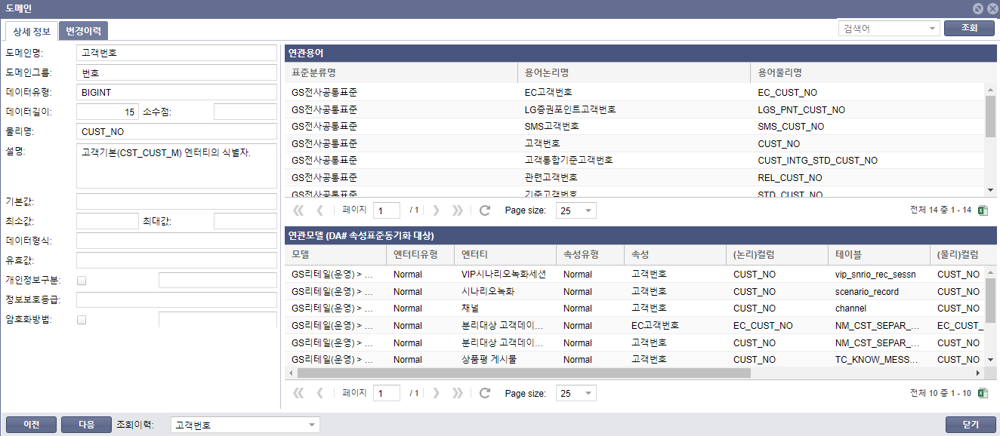 도메인
상세 정보 변경이력
검색어 조회
도메인명: 고객번호
도메인그룹: 번호
데이터유형: BIGINT
데이터길이: 15 소수점:
물리명: CUST_NO
설명: 고객기본(CST_CUST_M) 엔터티의 식별자.
기본값:
최소값: 최대값:
데이터형식:
유효값:
개인정보구분:
정보보호등급:
암호화방법:
연관용어
표준분류명 용어논리명 용어물리명
GS전사공통표준 EC고객번호 EC_CUST_NO
GS전사공통표준 LG증권포인트고객번호 LGS_PNT_CUST_NO
GS전사공통표준 SMS고객번호 SMS_CUST_NO
GS전사공통표준 고객번호 CUST_NO
GS전사공통표준 고객통합기준고객번호 CUST_INTG_STD_CUST_NO
GS전사공통표준 관련고객번호 REL_CUST_NO
GS전사공통표준 기준고객번호 STD_CUST_NO
페이지 1 / 1 Page size: 25 전체 14 중 1 - 14
연관모델 (DA# 속성표준동기화 대상)
모델 엔터티유형 엔터티 속성유형 속성 (논리)컬럼 테이블 (물리)컬럼
GS리테일(운영) > ... Normal VIP시나리오녹화세션 Normal 고객번호 CUST_NO vip_snrio_rec_sessn CUST_NO
GS리테일(운영) > ... Normal 시나리오녹화 Normal 고객번호 CUST_NO scenario_record CUST_NO
GS리테일(운영) > ... Normal 채널 Normal 고객번호 CUST_NO channel CUST_NO
GS리테일(운영) > ... Normal 분리대상 고객데이... Normal EC고객번호 EC_CUST_NO NM_CST_SEPAR_... EC_CUST_
GS리테일(운영) > ... Normal 분리대상 고객데이... Normal 고객번호 CUST_NO NM_CST_SEPAR_... CUST_NO
GS리테일(운영) > ... Normal 상품평 게시물 Normal 고객번호 CUST_NO TC_KNOW_MESS... CUST_NO
페이지 1 / 1 Page size: 25 전체 10 중 1 - 10
이전 다음 조회이력: 고객번호 닫기